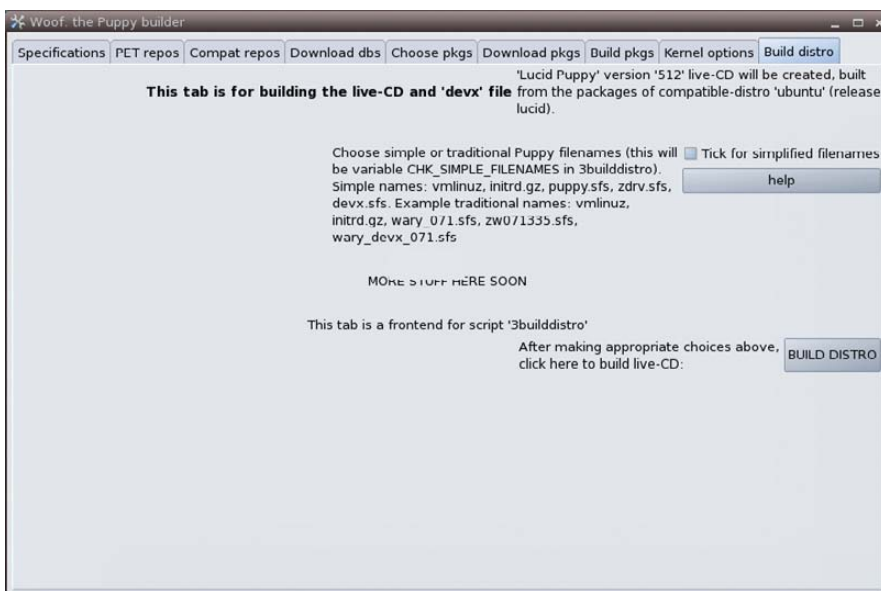 Woof. the Puppy builder
Specifications PET repos Compat repos Download dbs Choose pkgs Download pkgs Build pkgs Kernel options Build distro
This tab is for building the live-CD and 'devx' file
'Lucid Puppy' version '512' live-CD will be created, built
from the packages of compatible-distro 'ubuntu' (release
lucid).
Choose simple or traditional Puppy filenames (this will
be variable CHK_SIMPLE_FILENAMES in 3builddistro).
Simple names: vmlinuz, initrd.gz, puppy.sfs, zdrv.sfs,
devx.sfs. Example traditional names: vmlinuz,
initrd.gz, wary_071.sfs, zw071335.sfs,
wary_devx_071.sfs
Tick for simplified filenames
help
MORE STUFF HERE SOON
This tab is a frontend for script '3builddistro'
After making appropriate choices above,
click here to build live-CD:
BUILD DISTRO